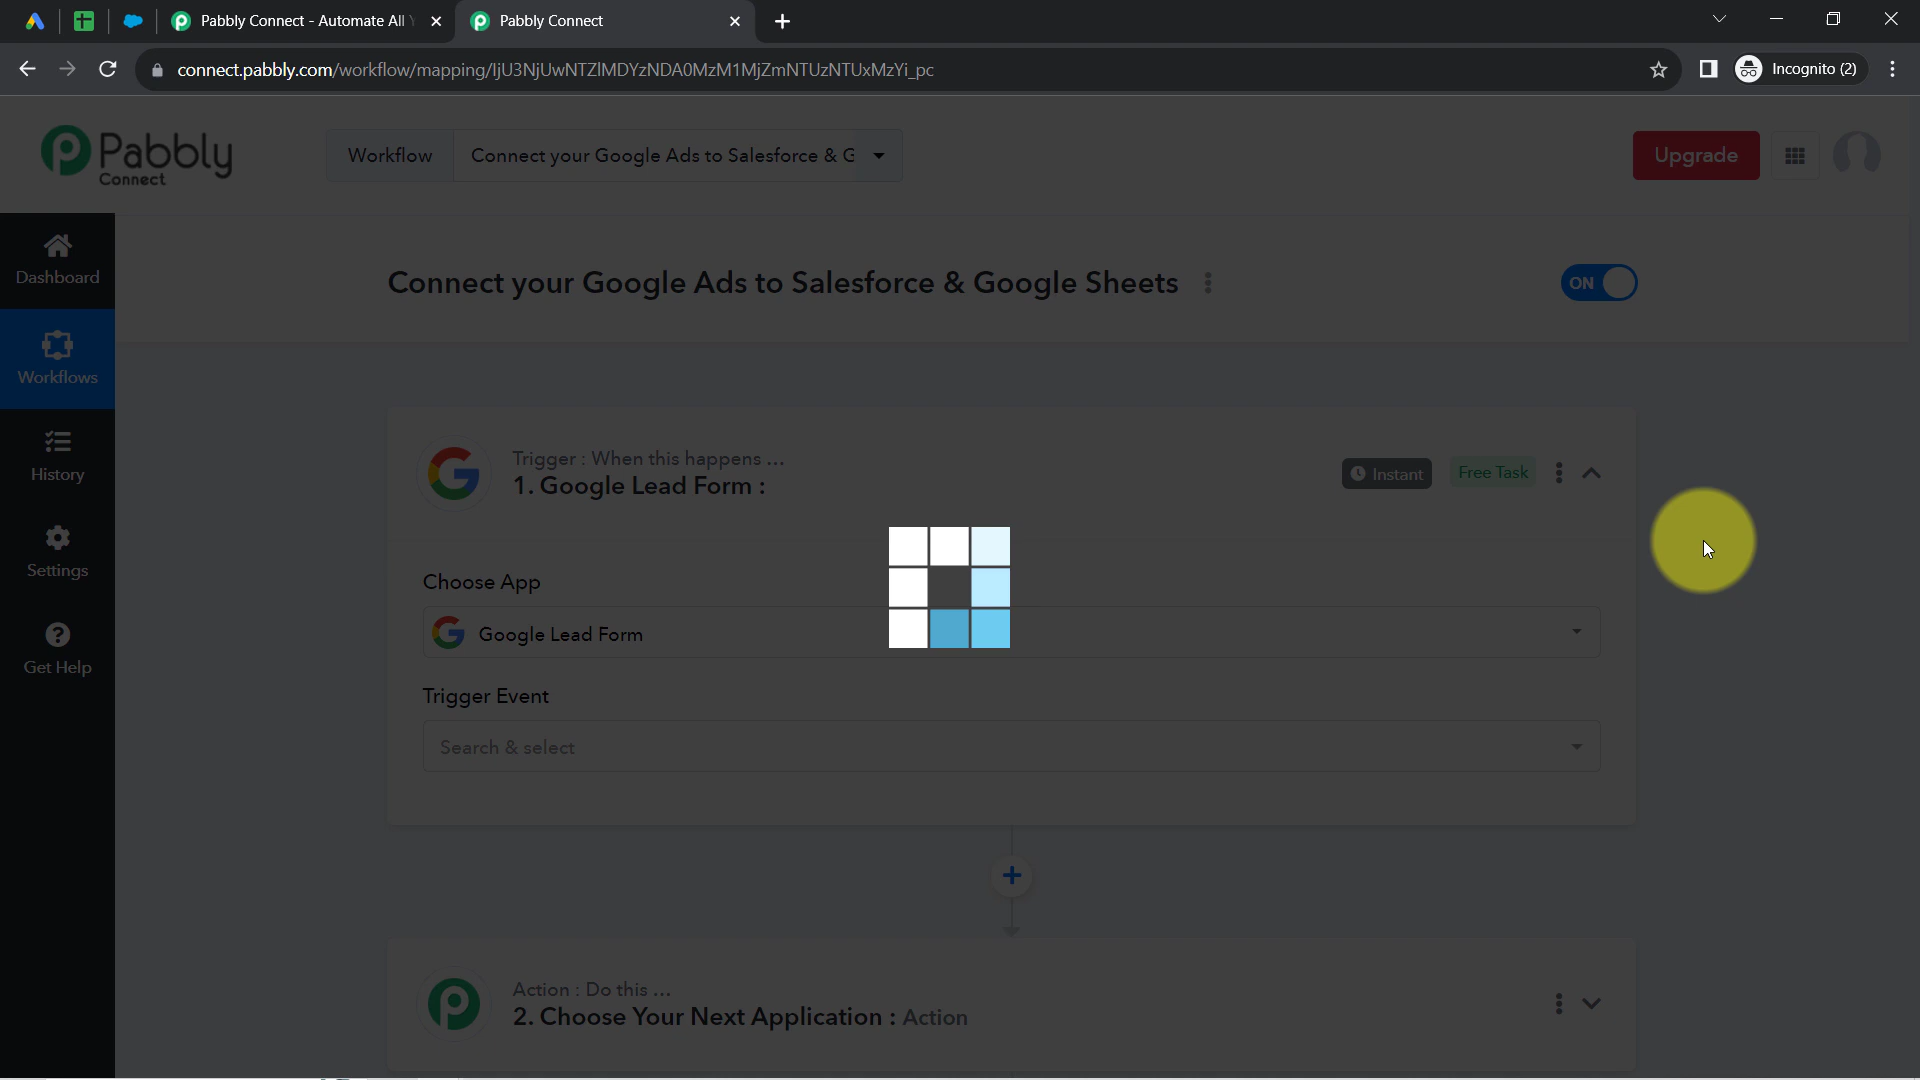 Pabbly Connect - Automate All Y
Pabbly Connect
connect.pabbly.com/workflow/mapping/IjU3NjUwNTZlMDYzNDA0MzM1MjZmNTUzNTUxMzYi_pc
Incognito (2)
Pabbly
Connect
Workflow
Connect your Google Ads to Salesforce & G
Upgrade
Dashboard
Workflows
History
Settings
Get Help
Connect your Google Ads to Salesforce & Google Sheets
ON
Trigger : When this happens ...
1. Google Lead Form :
Instant
Free Task
Choose App
Google Lead Form
Trigger Event
Search & select
Action : Do this ...
2. Choose Your Next Application : Action